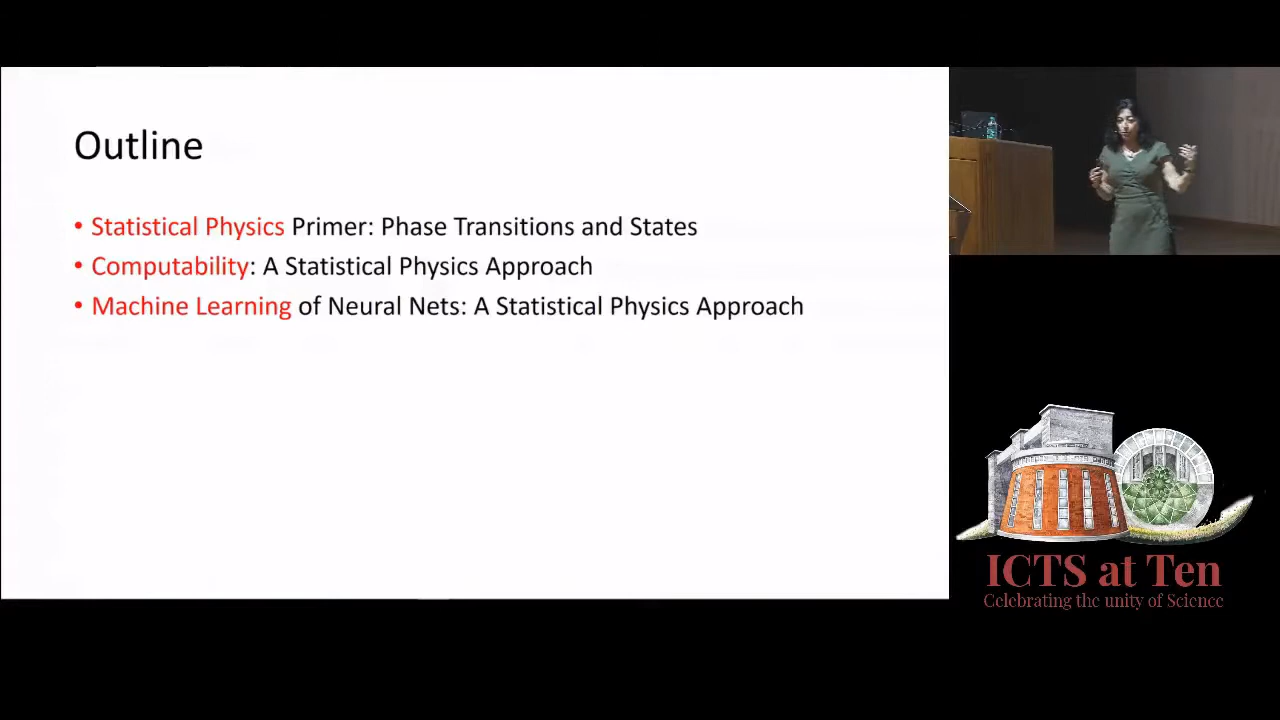 Outline
• Statistical Physics Primer: Phase Transitions and States
• Computability: A Statistical Physics Approach
• Machine Learning of Neural Nets: A Statistical Physics Approach
ICTS at Ten
Celebrating the unity of Science